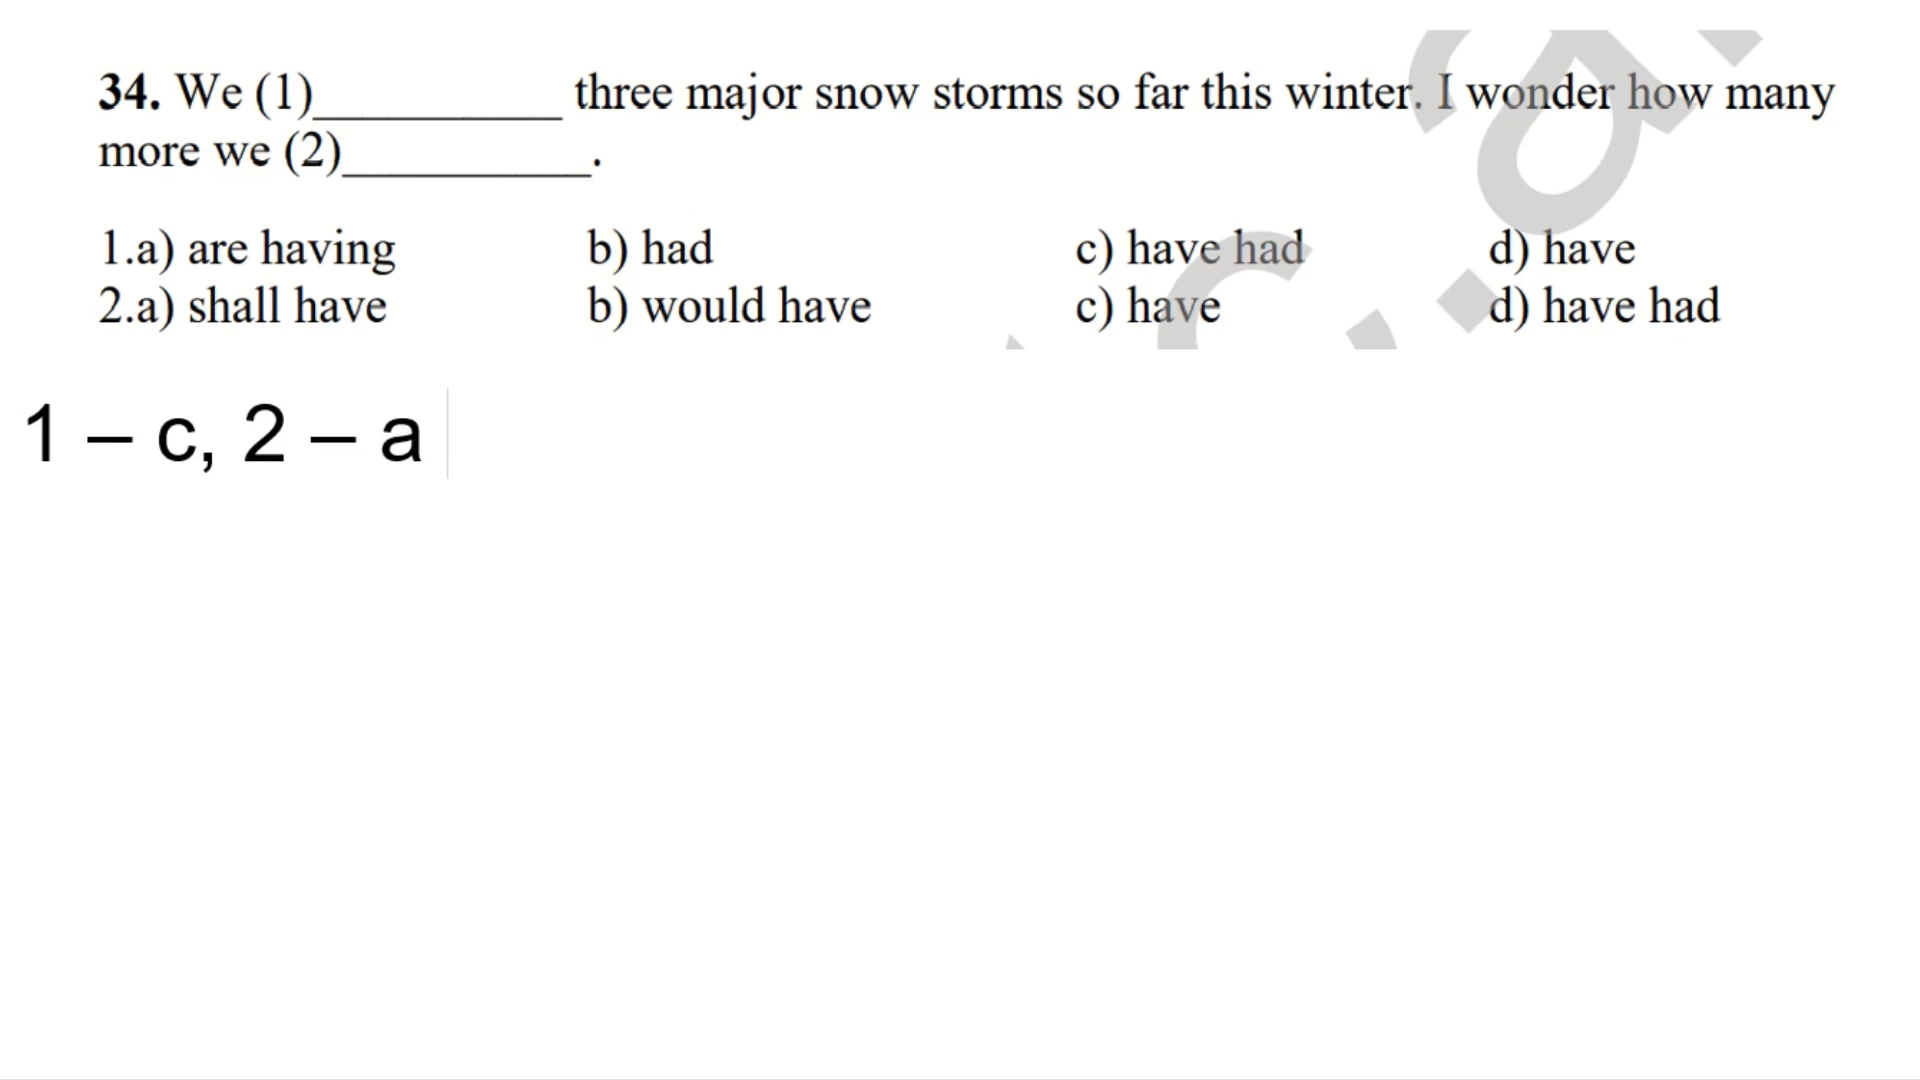 34. We (1)__________ three major snow storms so far this winter. I wonder how many
more we (2)__________.
1.a) are having b) had c) have had d) have
2.a) shall have b) would have c) have d) have had
1 – c, 2 – a